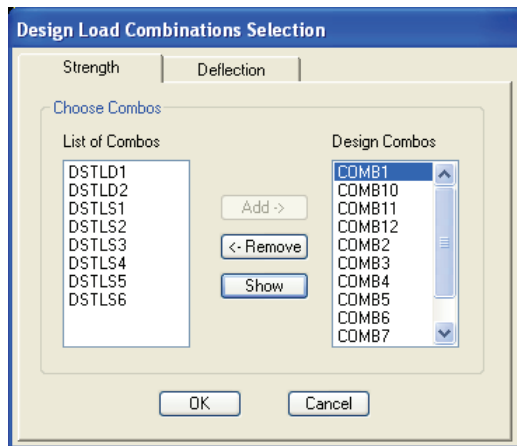 Design Load Combinations Selection
Strength
Deflection
Choose Combos
List of Combos
DSTLD1
DSTLD2
DSTLS1
DSTLS2
DSTLS3
DSTLS4
DSTLS5
DSTLS6
Add ->
<- Remove
Show
Design Combos
COMB1
COMB10
COMB11
COMB12
COMB2
COMB3
COMB4
COMB5
COMB6
COMB7
OK
Cancel